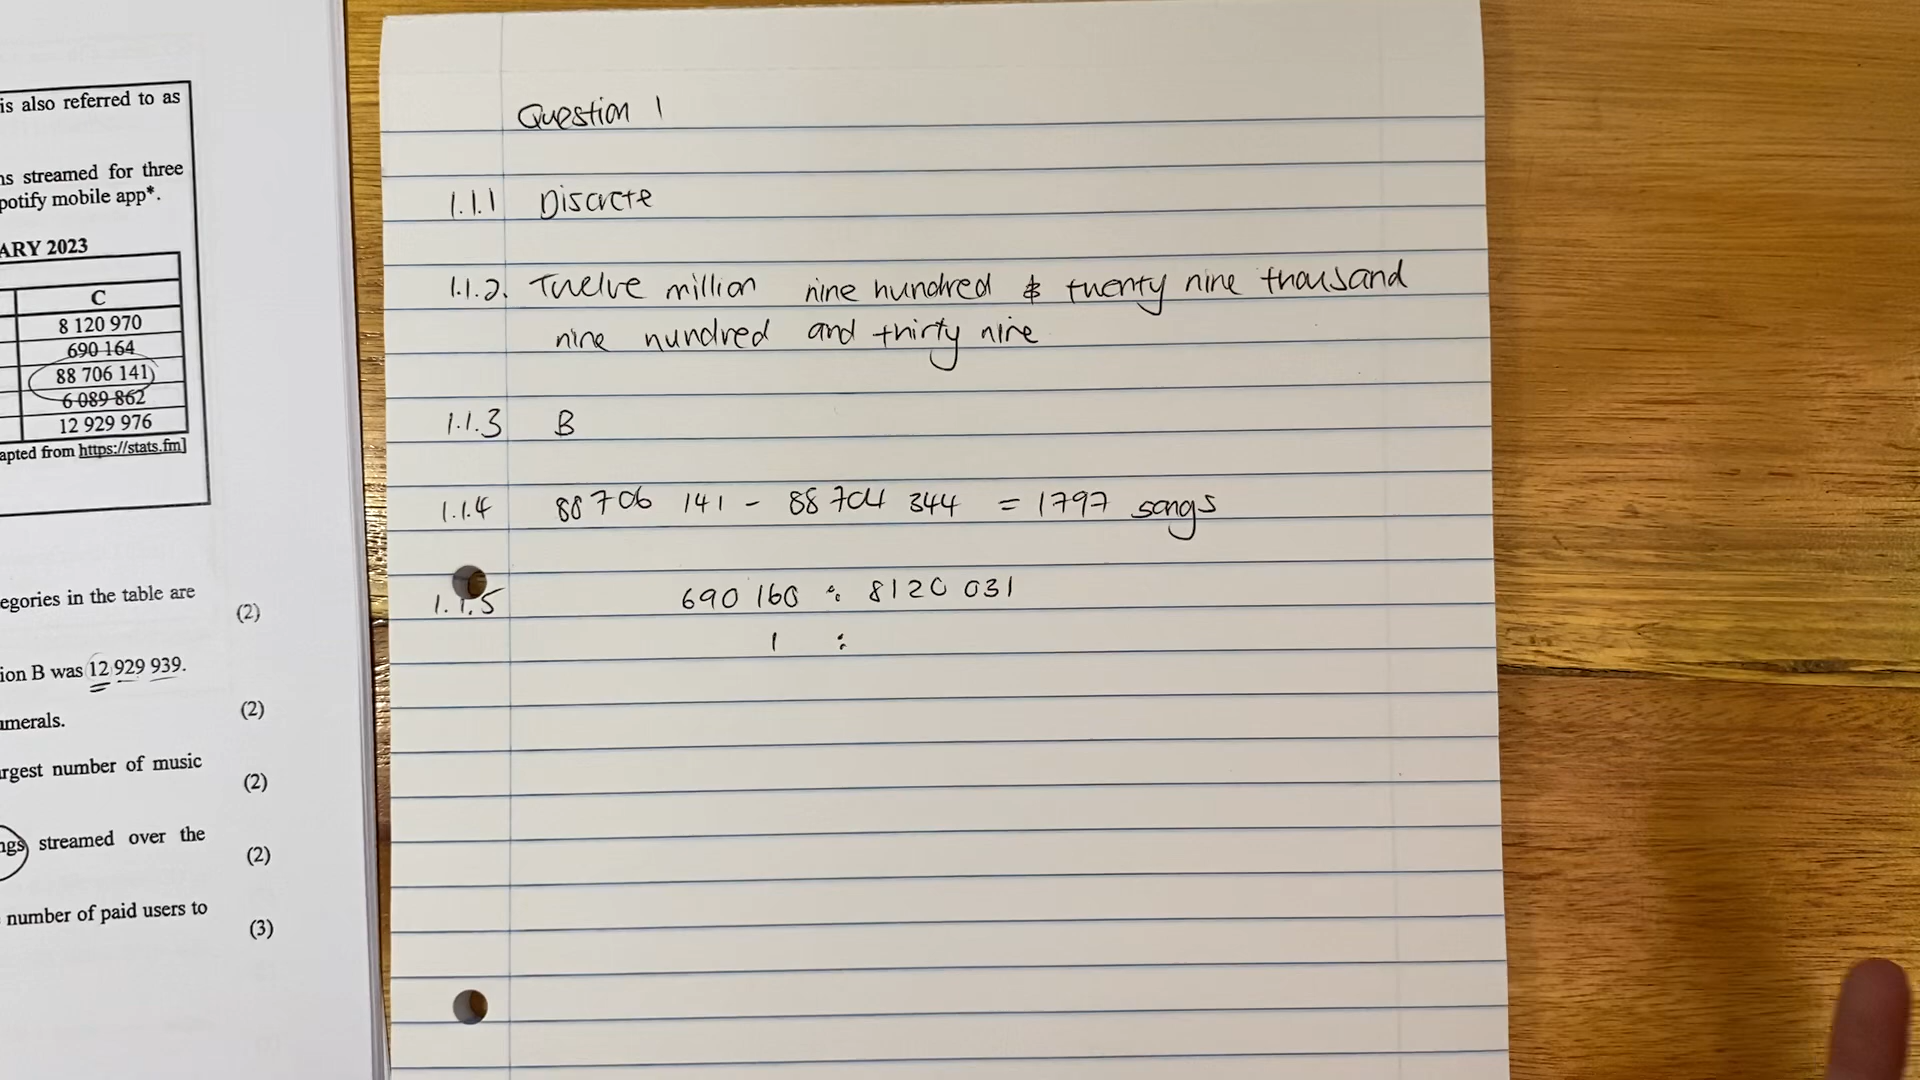 is also referred to as
ns streamed for three
potify mobile app*.
ARY 2023
C
8 120 970
690 164
88 706 141
6 089 862
12 929 976
apted from https://stats.fm]
egories in the table are
(2)
ion B was 12 929 939.
umerals.
(2)
argest number of music
(2)
ngs streamed over the
(2)
number of paid users to
(3)
Question 1
1.1.1 Discrete
1.1.2. Twelve million nine hundred & twenty nine thousand
nine hundred and thirty nine
1.1.3 B
1.1.4 88 706 141 - 88 704 344 = 1797 songs
1.1.5 690 160 : 8120 031
1 :